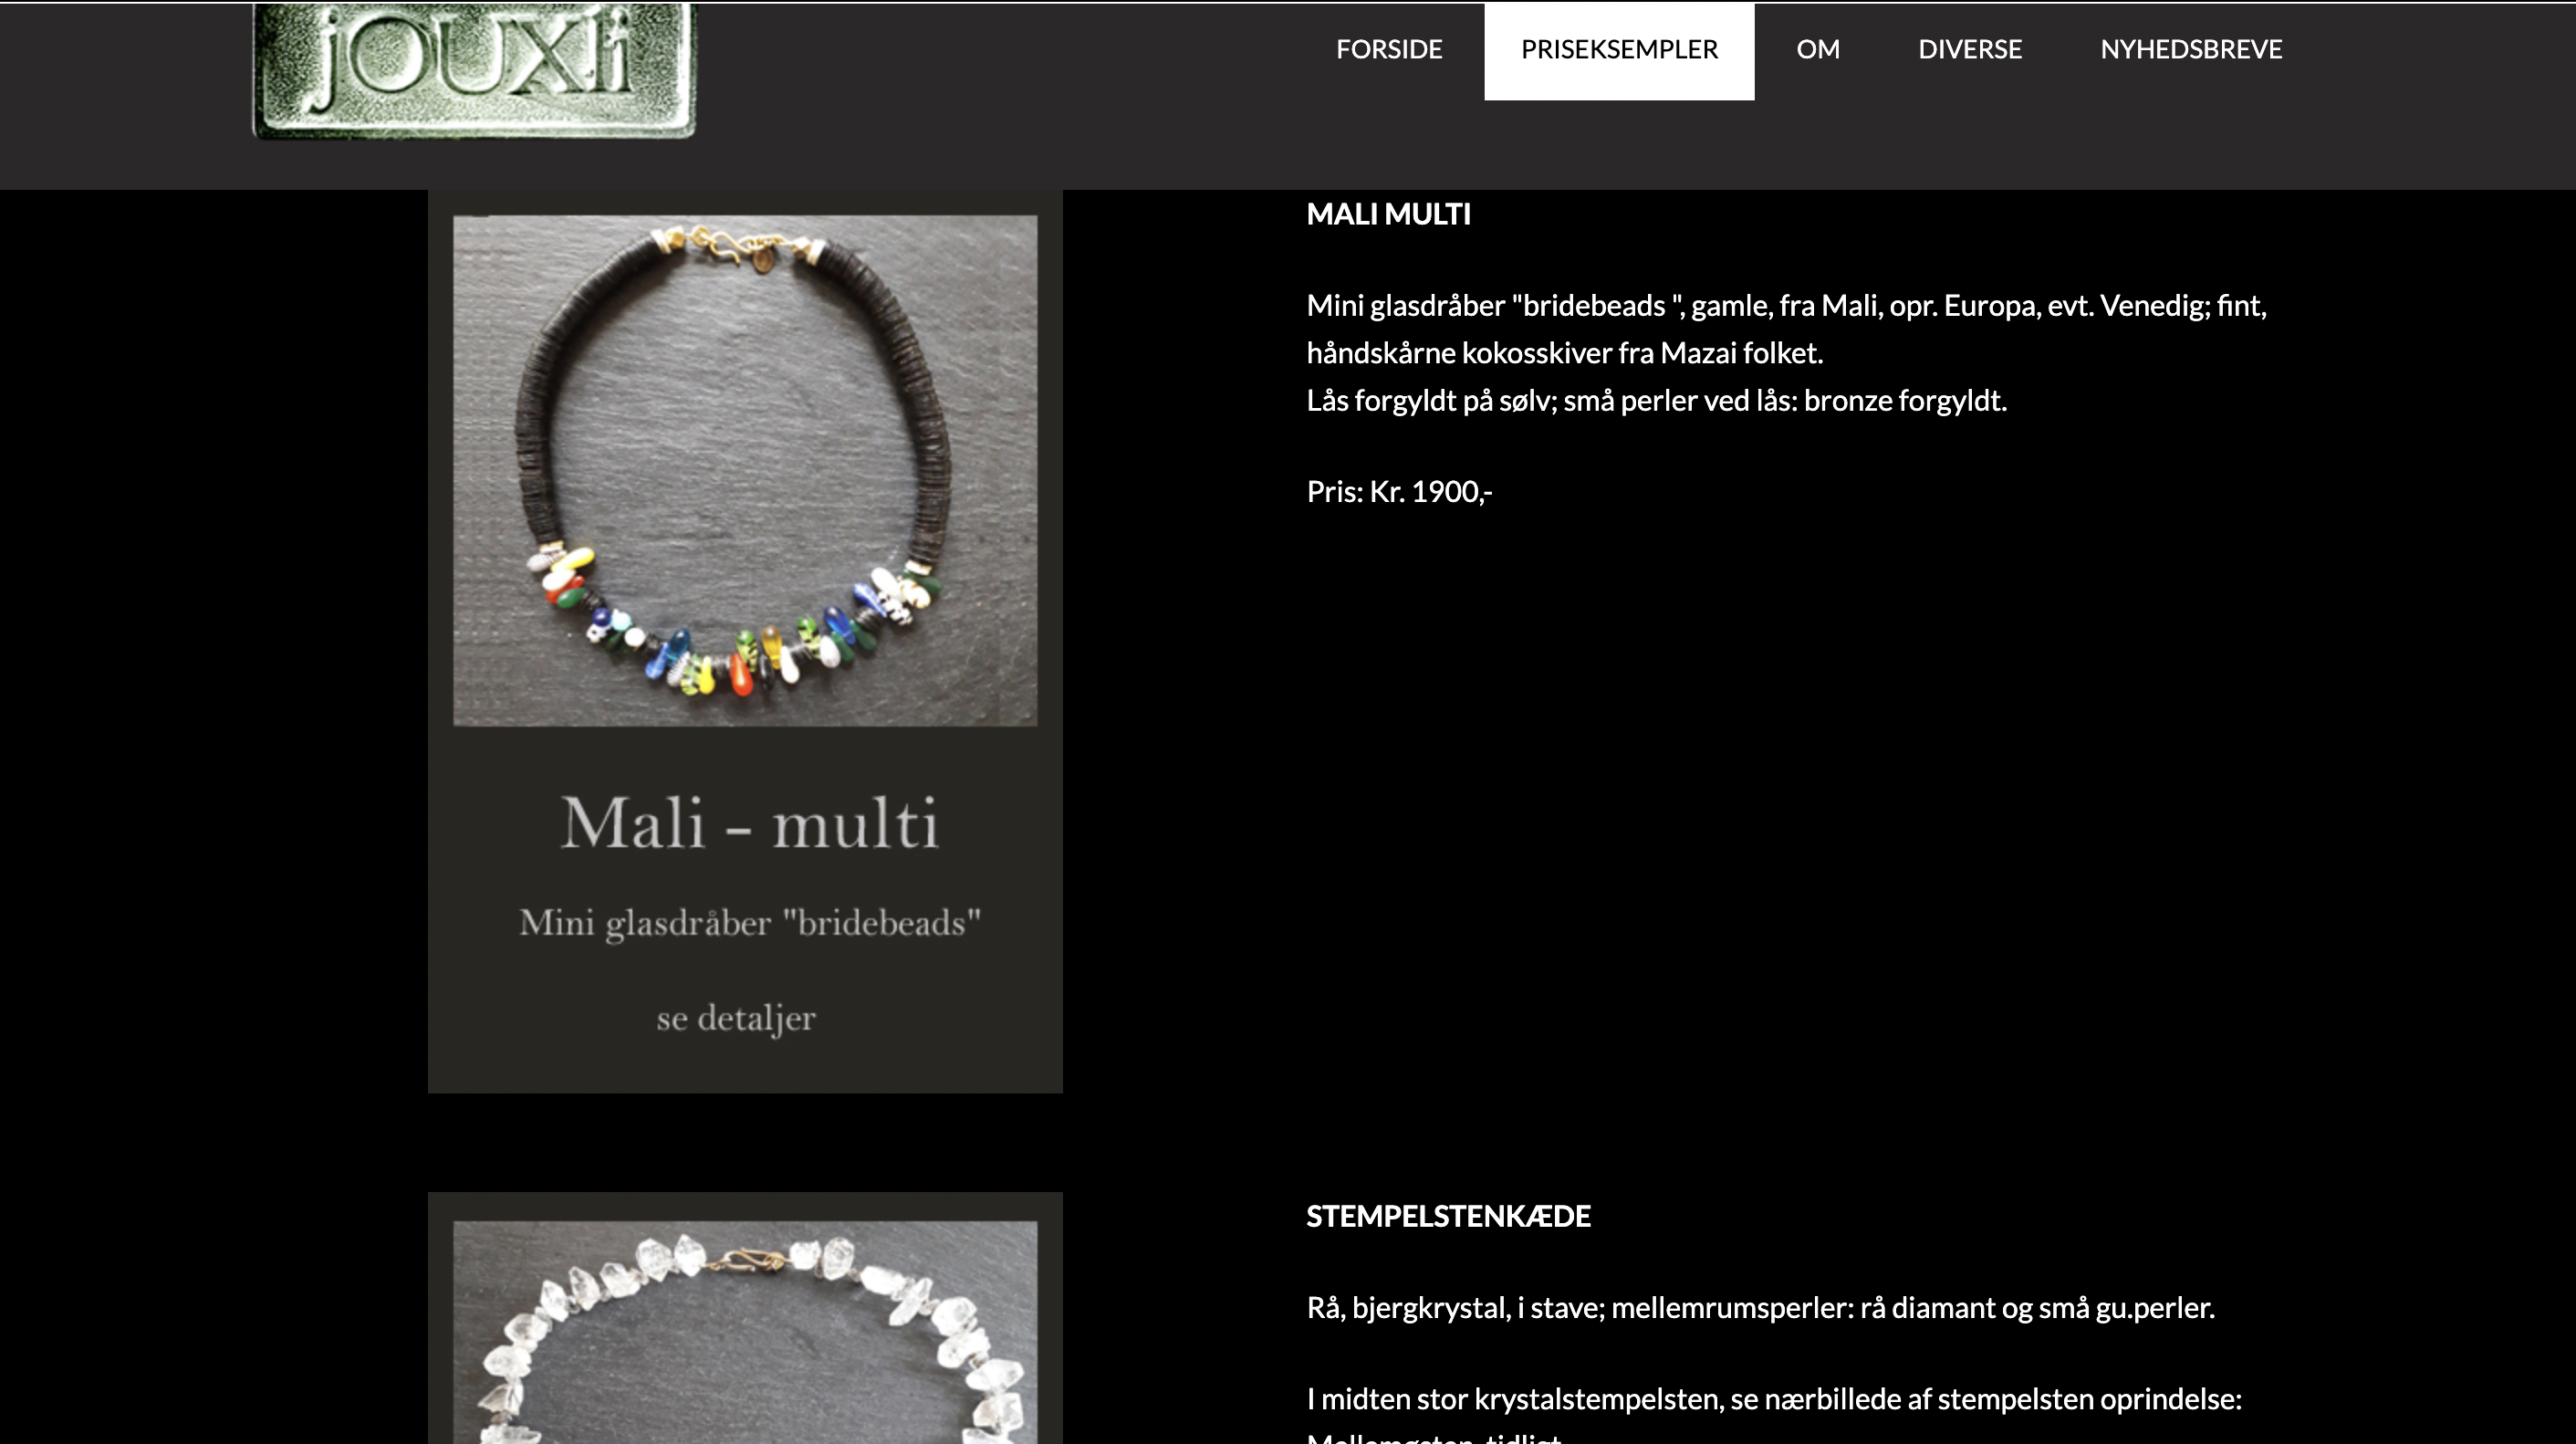 jOUXli
FORSIDE
PRISEKSEMPLER
OM
DIVERSE
NYHEDSBREVE
MALI MULTI
Mini glasdråber "bridebeads ", gamle, fra Mali, opr. Europa, evt. Venedig; fint,
håndskårne kokosskiver fra Mazai folket.
Lås forgyldt på sølv; små perler ved lås: bronze forgyldt.
Pris: Kr. 1900,-
Mali - multi
Mini glasdråber "bridebeads"
se detaljer
STEMPELSTENKÆDE
Rå, bjergkrystal, i stave; mellemrumsperler: rå diamant og små gu.perler.
I midten stor krystalstempelsten, se nærbillede af stempelsten oprindelse:
Mellemøsten, tidligt